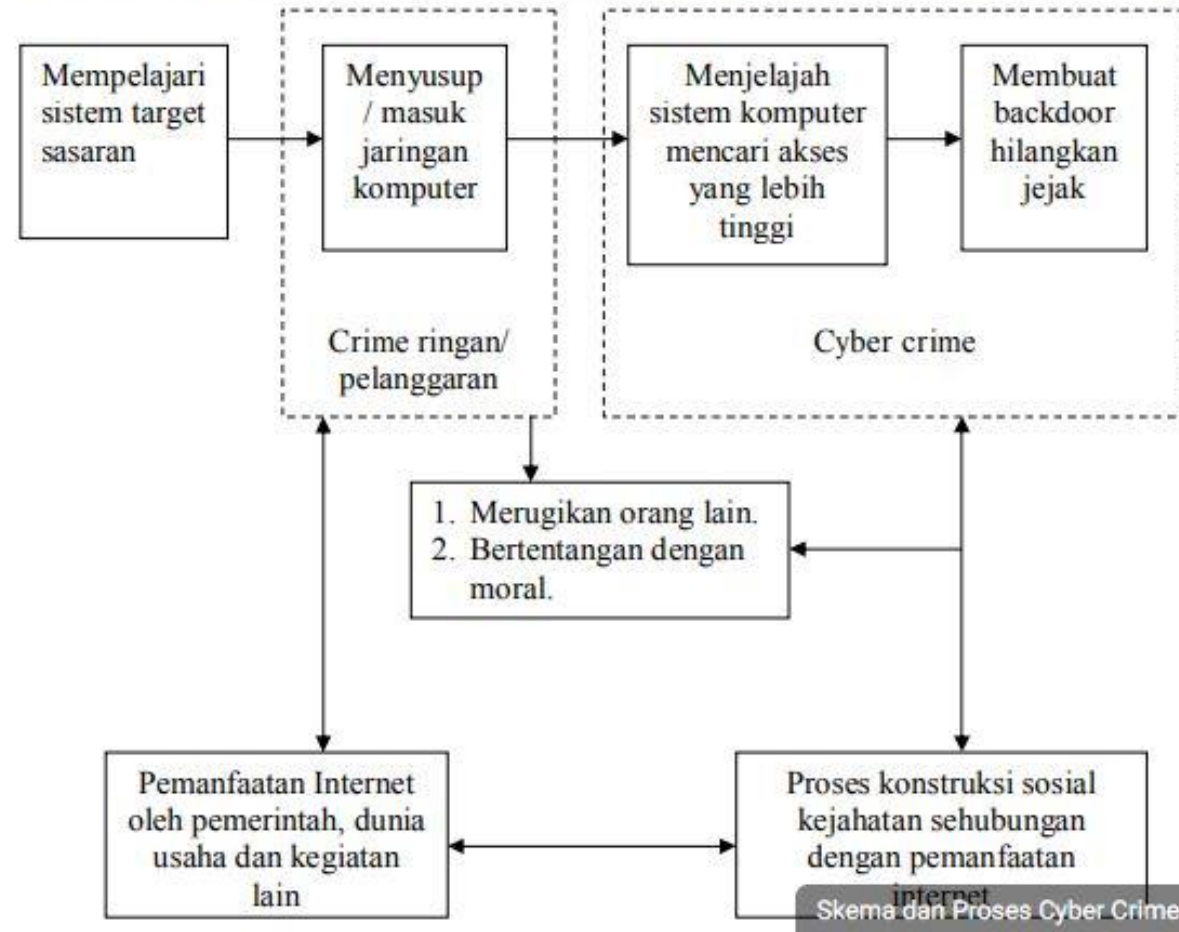 Mempelajari
sistem target
sasaran
Menyusup
/ masuk
jaringan
komputer
Menjelajah
sistem komputer
mencari akses
yang lebih
tinggi
Membuat
backdoor
hilangkan
jejak
Crime ringan/
pelanggaran
Cyber crime
1. Merugikan orang lain.
2. Bertentangan dengan
moral.
Pemanfaatan Internet
oleh pemerintah, dunia
usaha dan kegiatan
lain
Proses konstruksi sosial
kejahatan sehubungan
dengan pemanfaatan
internet
Skema dan Proses Cyber Crime